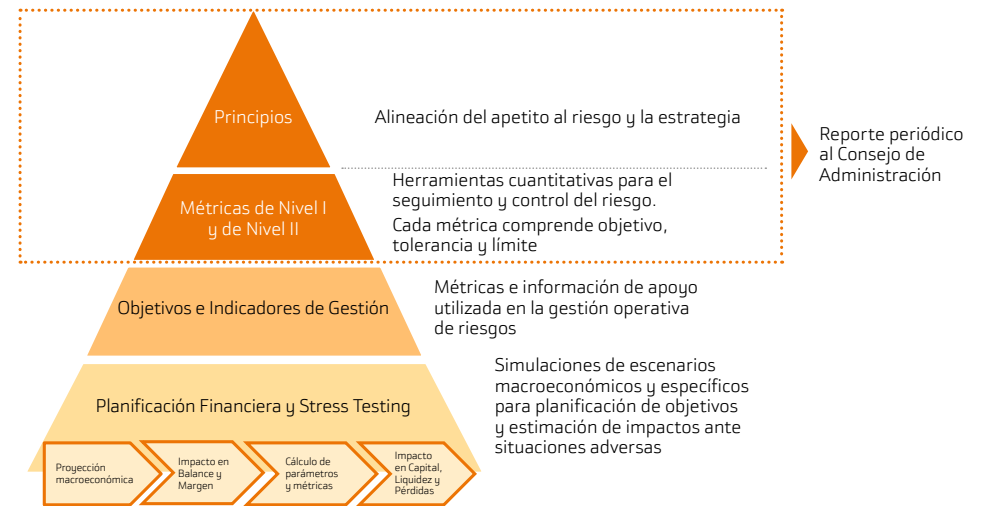 Principios
Alineación del apetito al riesgo y la estrategia
Reporte periódico
al Consejo de
Administración
Métricas de Nivel I
y de Nivel II
Herramientas cuantitativas para el
seguimiento y control del riesgo.
Cada métrica comprende objetivo,
tolerancia y límite
Objetivos e Indicadores de Gestión
Métricas e información de apoyo
utilizada en la gestión operativa
de riesgos
Planificación Financiera y Stress Testing
Simulaciones de escenarios
macroeconómicos y específicos
para planificación de objetivos
y estimación de impactos ante
situaciones adversas
Proyección
macroeconómica
Impacto en
Balance y
Margen
Cálculo de
parámetros
y métricas
Impacto
en Capital,
Liquidez y
Pérdidas